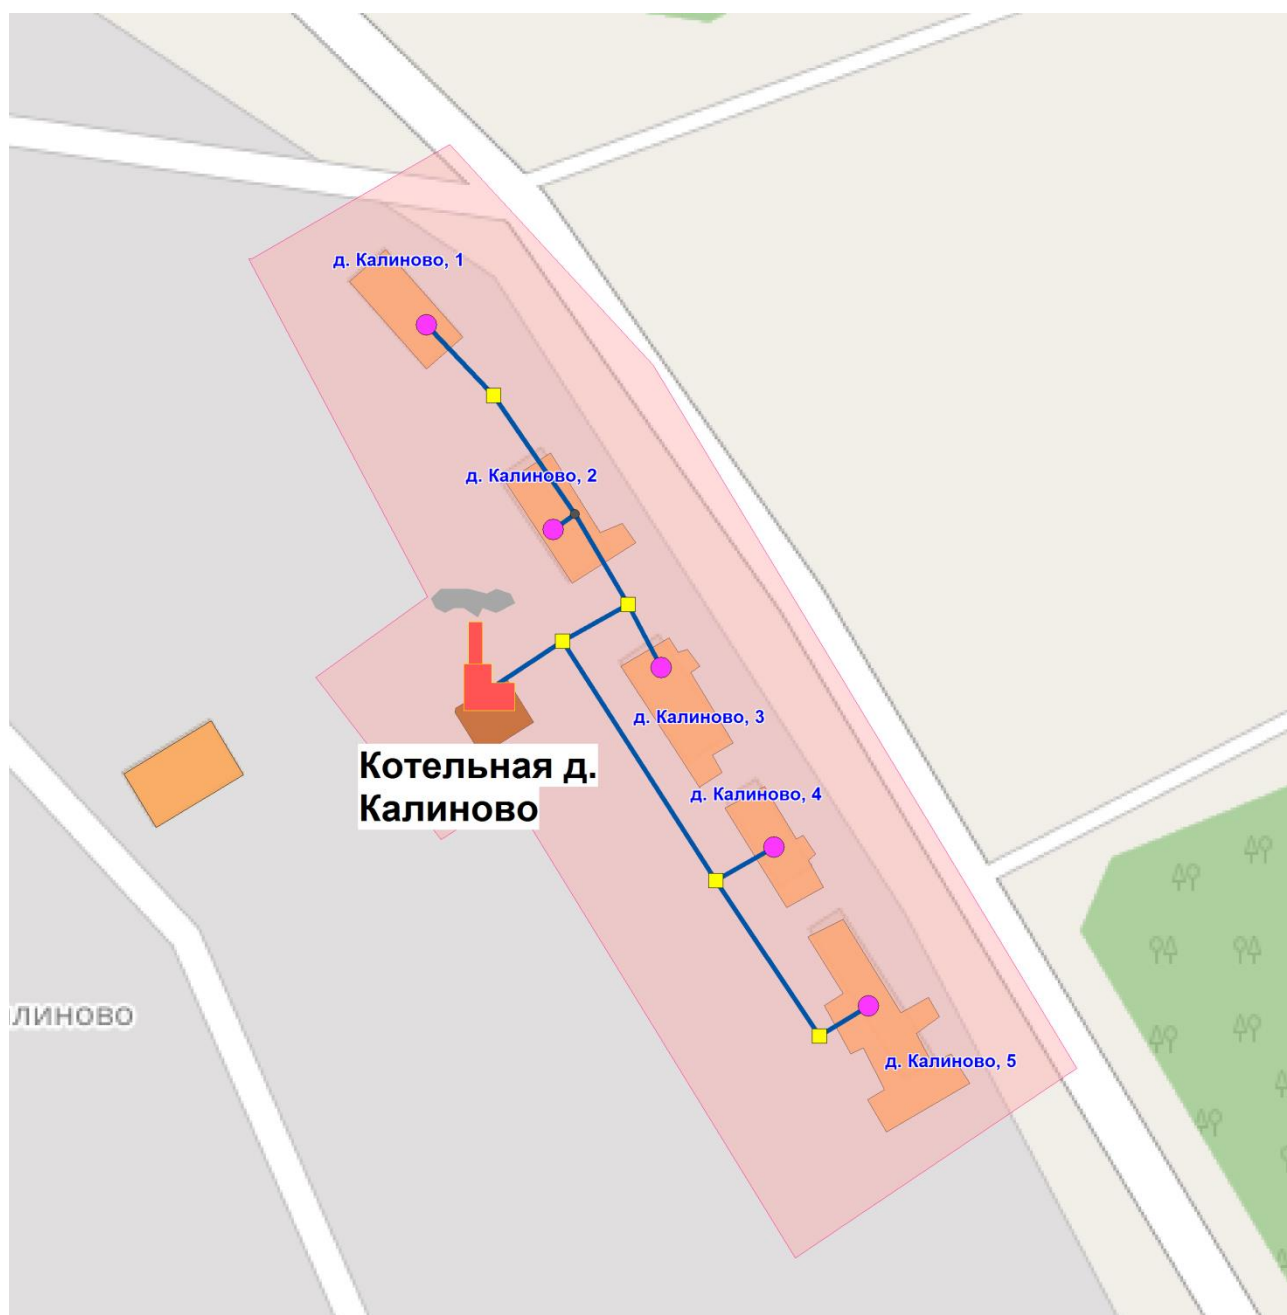 д. Калиново, 1
д. Калиново, 2
д. Калиново, 3
Котельная д.
Калиново
д. Калиново, 4
линово
д. Калиново, 5